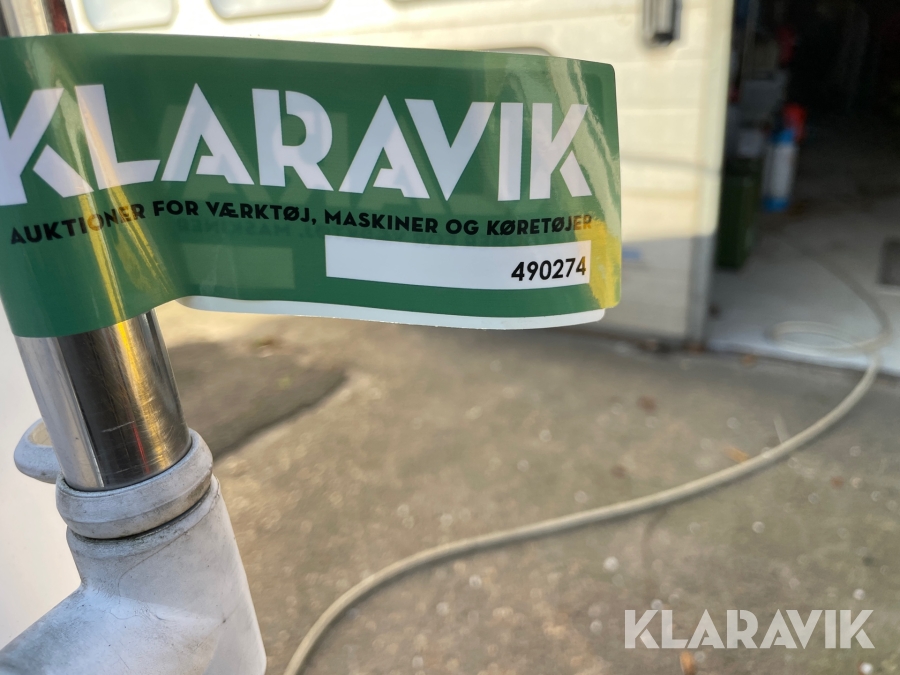 KLARAVIK
AUKTIONER FOR VÆRKTØJ, MASKINER OG KØRETØJER
490274
KLARAVIK